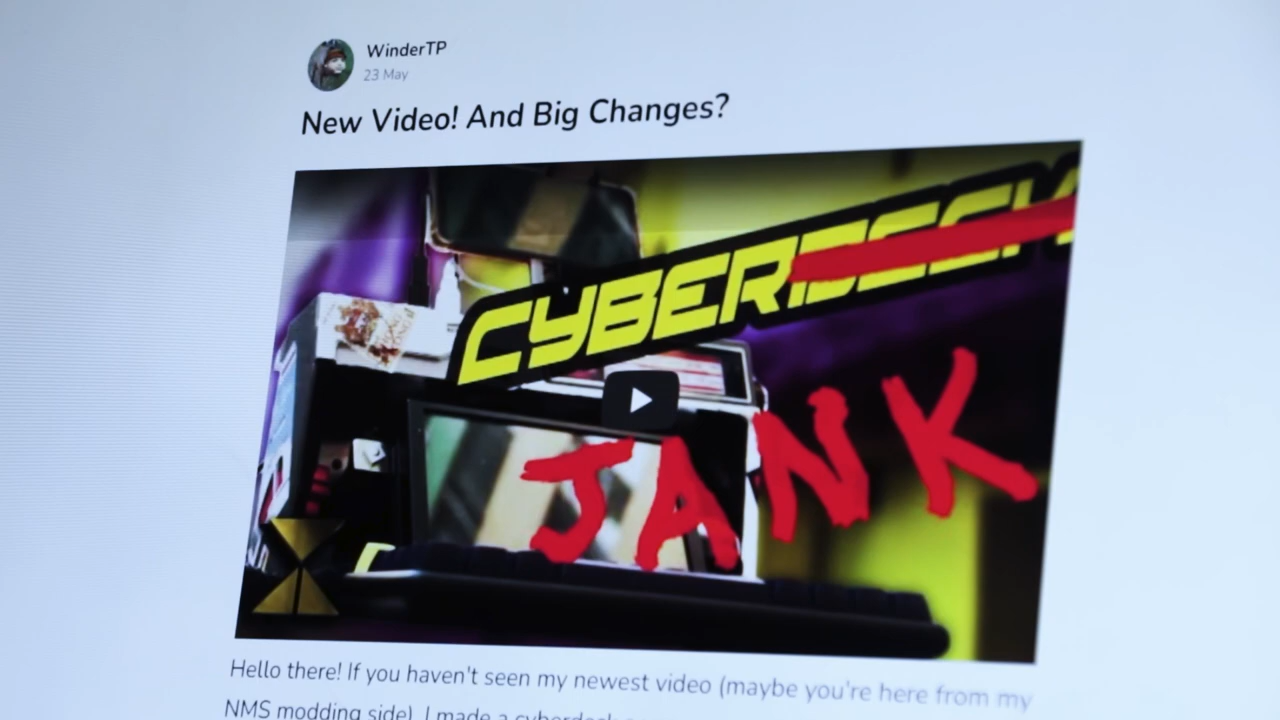 WinderTP
23 May
New Video! And Big Changes?
CYBERDECK
JANK
Hello there! If you haven't seen my newest video (maybe you're here from my
NMS modding side), I made a cyberdeck